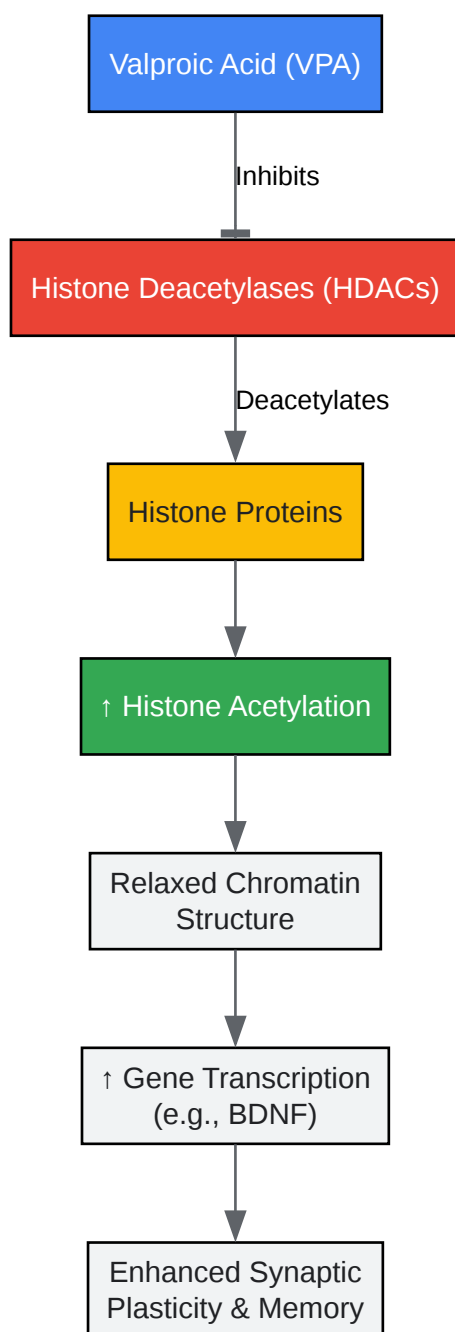 Valproic Acid (VPA)
Inhibits
Histone Deacetylases (HDACs)
Deacetylates
Histone Proteins
↑ Histone Acetylation
Relaxed Chromatin
Structure
↑ Gene Transcription
(e.g., BDNF)
Enhanced Synaptic
Plasticity & Memory